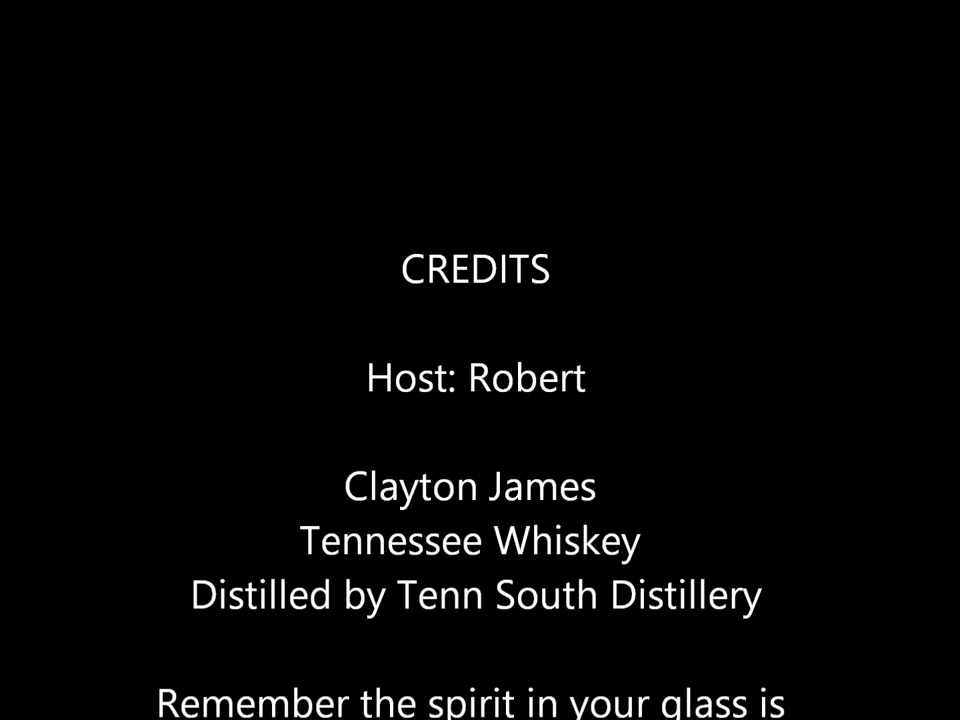 CREDITS
Host: Robert
Clayton James
Tennessee Whiskey
Distilled by Tenn South Distillery
Remember the spirit in your glass is